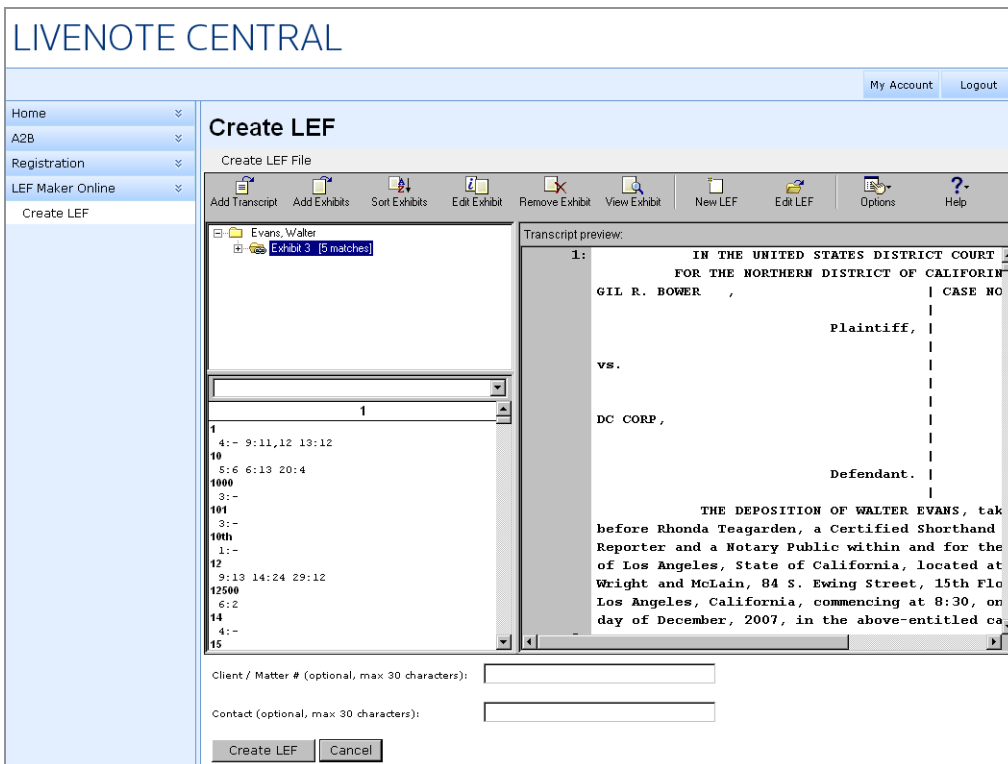 LIVENOTE CENTRAL
My Account Logout
Home
A2B
Registration
LEF Maker Online
Create LEF
Create LEF
Create LEF File
Add Transcript Add Exhibits Sort Exhibits Edit Exhibit Remove Exhibit View Exhibit New LEF Edit LEF Options Help
Evans, Walter
Exhibit 3 [5 matches]
1
1
4:- 9:11,12 13:12
10
5:6 6:13 20:4
1000
3:-
101
3:-
10th
1:-
12
9:13 14:24 29:12
12500
6:2
14
4:-
15
Transcript preview:
1: IN THE UNITED STATES DISTRICT COURT
FOR THE NORTHERN DISTRICT OF CALIFORIN
GIL R. BOWER , | CASE NO
|
Plaintiff, |
|
vs. |
|
|
DC CORP, |
|
|
Defendant. |
|
THE DEPOSITION OF WALTER EVANS, tak
before Rhonda Teagarden, a Certified Shorthand
Reporter and a Notary Public within and for the
of Los Angeles, State of California, located at
Wright and McLain, 84 S. Ewing Street, 15th Flo
Los Angeles, California, commencing at 8:30, on
day of December, 2007, in the above-entitled ca
Client / Matter # (optional, max 30 characters):
Contact (optional, max 30 characters):
Create LEF Cancel